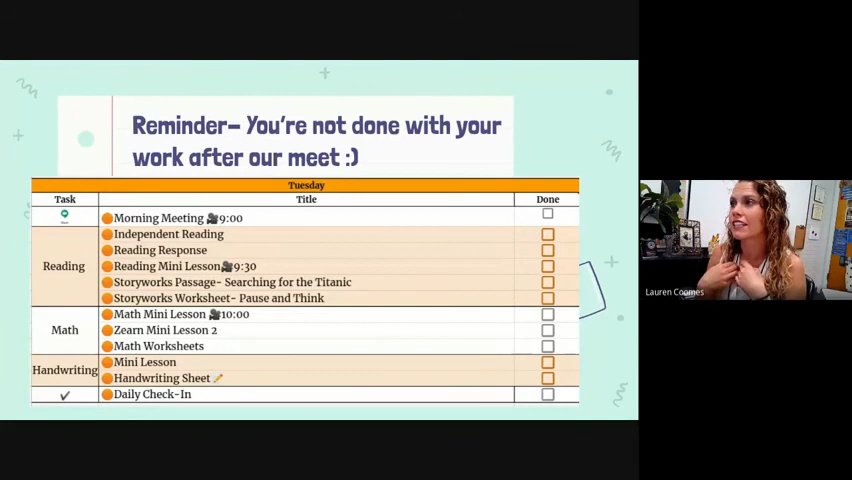 Reminder- You're not done with your
work after our meet :)
Tuesday
Task Title Done
Morning Meeting 9:00
Reading
Independent Reading
Reading Response
Reading Mini Lesson 9:30
Storyworks Passage- Searching for the Titanic
Storyworks Worksheet- Pause and Think
Math
Math Mini Lesson 10:00
Zearn Mini Lesson 2
Math Worksheets
Handwriting
Mini Lesson
Handwriting Sheet
Daily Check-In
Lauren Coomes